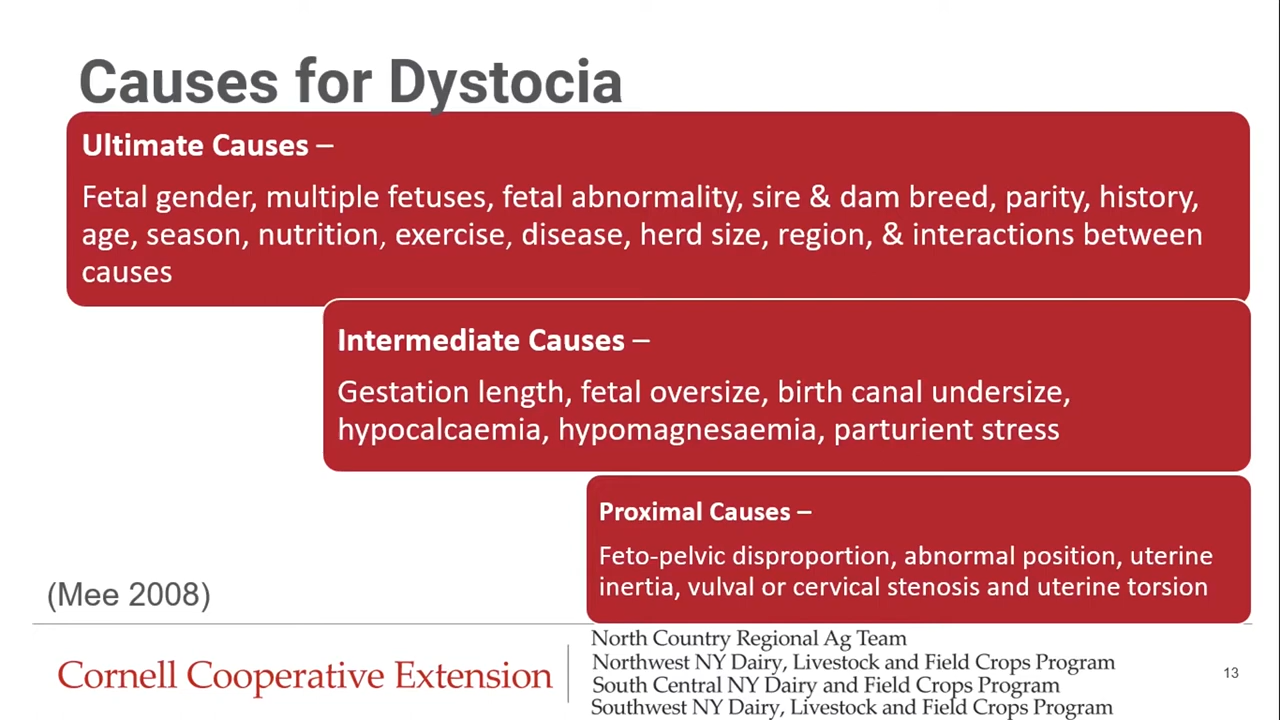 Causes for Dystocia
Ultimate Causes –
Fetal gender, multiple fetuses, fetal abnormality, sire & dam breed, parity, history,
age, season, nutrition, exercise, disease, herd size, region, & interactions between
causes
Intermediate Causes –
Gestation length, fetal oversize, birth canal undersize,
hypocalcaemia, hypomagnesaemia, parturient stress
Proximal Causes –
Feto-pelvic disproportion, abnormal position, uterine
inertia, vulval or cervical stenosis and uterine torsion
(Mee 2008)
Cornell Cooperative Extension
North Country Regional Ag Team
Northwest NY Dairy, Livestock and Field Crops Program
South Central NY Dairy and Field Crops Program
Southwest NY Dairy, Livestock and Field Crops Program
13